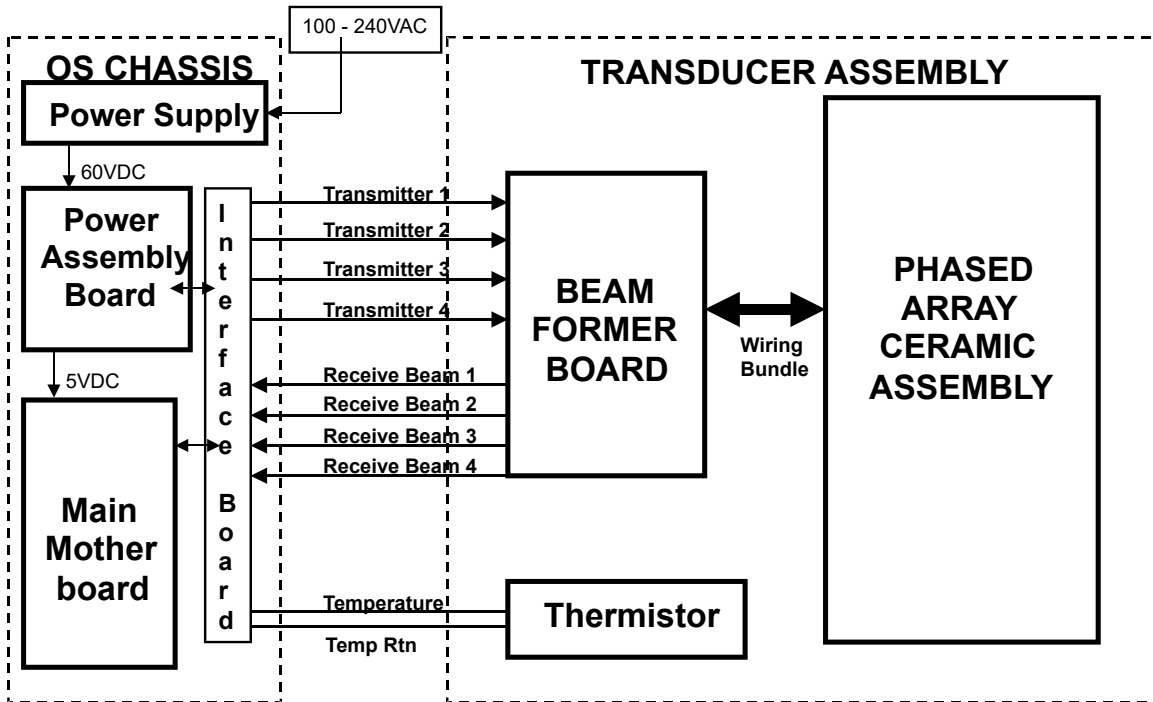 100 - 240VAC
OS CHASSIS
Power Supply
60VDC
Power
Assembly
Board
5VDC
Main
Mother
board
Interface Board
TRANSDUCER ASSEMBLY
Transmitter 1
Transmitter 2
Transmitter 3
Transmitter 4
Receive Beam 1
Receive Beam 2
Receive Beam 3
Receive Beam 4
Temperature
Temp Rtn
BEAM
FORMER
BOARD
Wiring
Bundle
PHASED
ARRAY
CERAMIC
ASSEMBLY
Thermistor